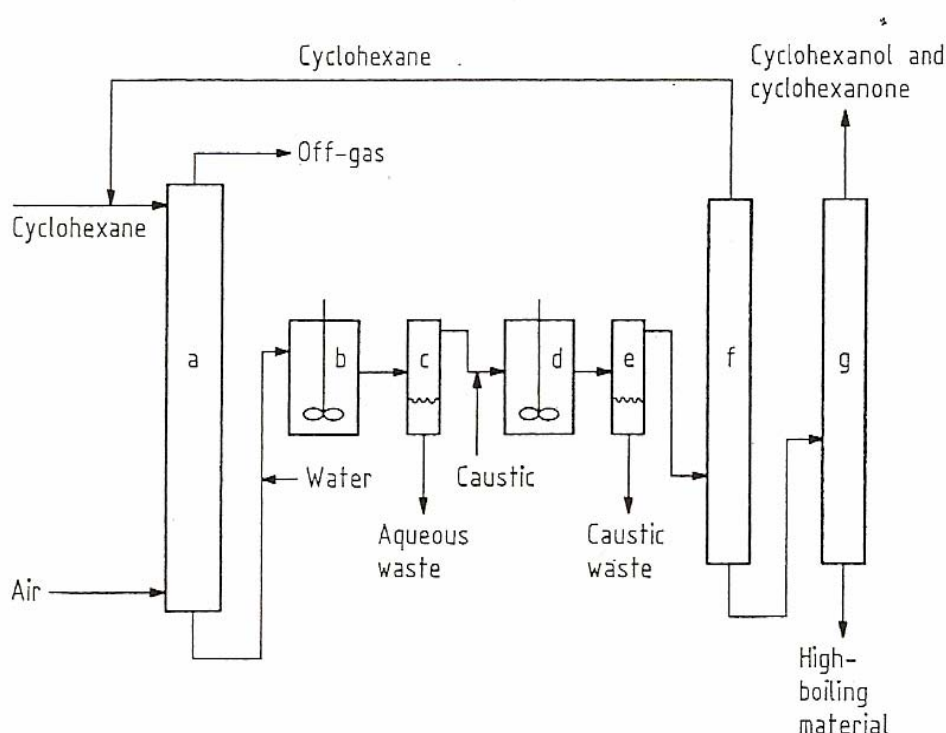 Cyclohexane
Cyclohexanol and
cyclohexanone
Off-gas
Cyclohexane
a
b
c
d
e
f
g
Water
Caustic
Aqueous
waste
Caustic
waste
Air
High-
boiling
material